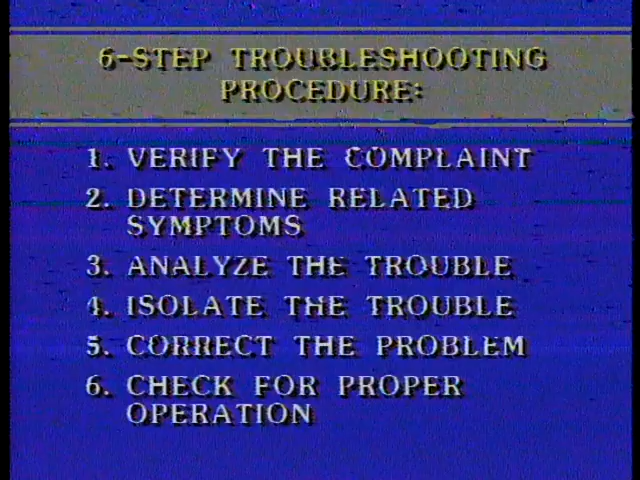 6-STEP TROUBLESHOOTING
PROCEDURE:
1. VERIFY THE COMPLAINT
2. DETERMINE RELATED
SYMPTOMS
3. ANALYZE THE TROUBLE
4. ISOLATE THE TROUBLE
5. CORRECT THE PROBLEM
6. CHECK FOR PROPER
OPERATION